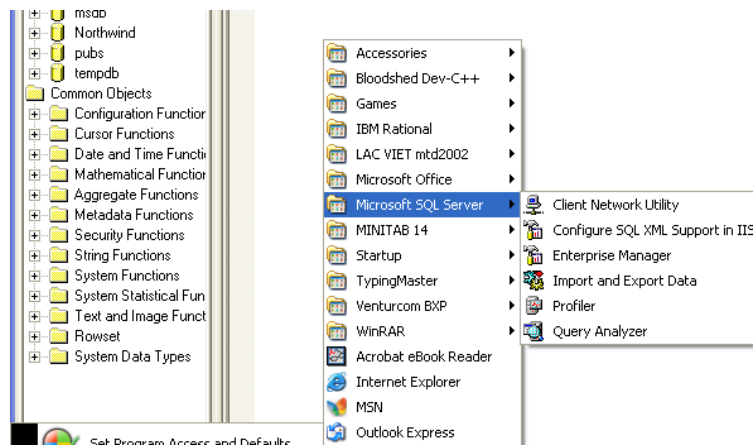 msdb
Northwind
pubs
tempdb
Common Objects
Configuration Function
Cursor Functions
Date and Time Functi
Mathematical Function
Aggregate Functions
Metadata Functions
Security Functions
String Functions
System Functions
System Statistical Fun
Text and Image Funct
Rowset
System Data Types
Set Program Access and Defaults
Accessories
Bloodshed Dev-C++
Games
IBM Rational
LAC VIET mtd2002
Microsoft Office
Microsoft SQL Server
MINITAB 14
Startup
TypingMaster
Venturcom BXP
WinRAR
Acrobat eBook Reader
Internet Explorer
MSN
Outlook Express
Client Network Utility
Configure SQL XML Support in IIS
Enterprise Manager
Import and Export Data
Profiler
Query Analyzer